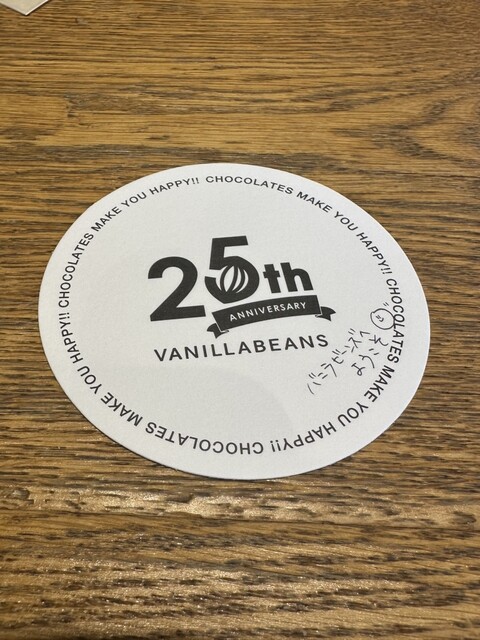 CHOCOLATES MAKE YOU HAPPY!! CHOCOLATES MAKE YOU HAPPY!! CHOCOLATES MAKE YOU HAPPY!! CHOCOLATES MAKE YOU HAPPY!!
25th
ANNIVERSARY
VANILLABEANS
バニラビーンズへ
ようこそ